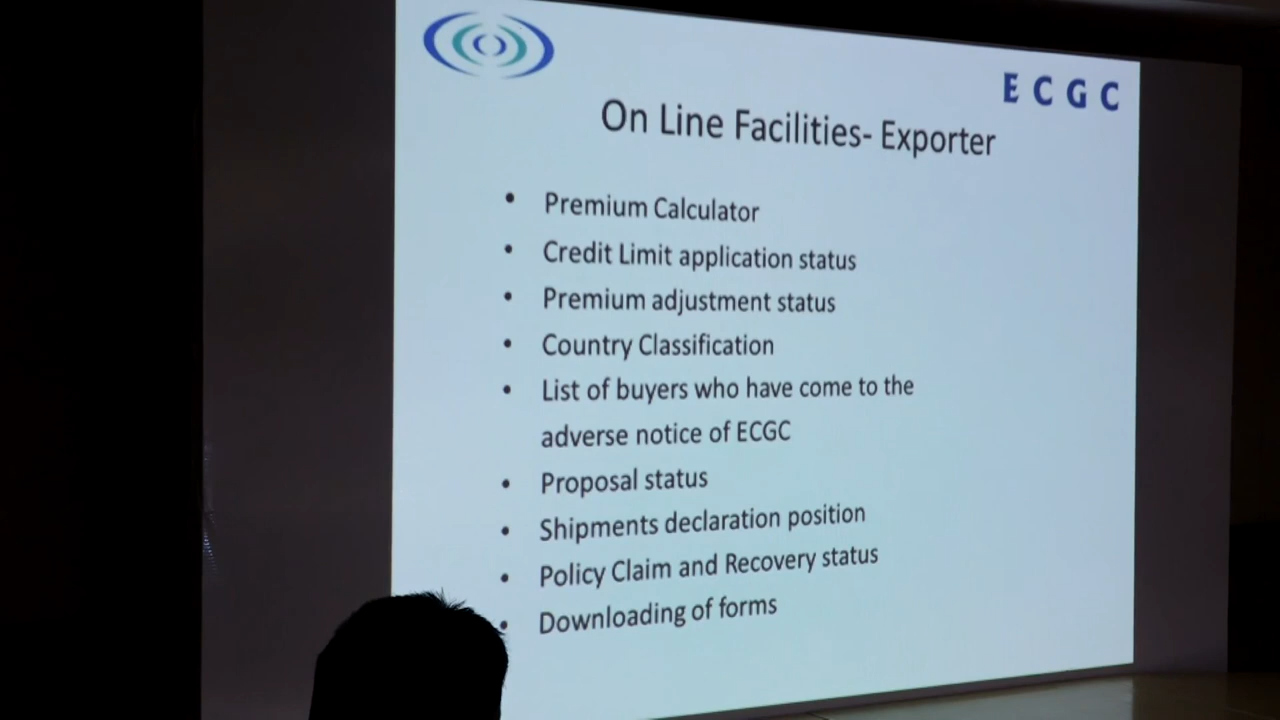 E C G C
On Line Facilities- Exporter
• Premium Calculator
• Credit Limit application status
• Premium adjustment status
• Country Classification
• List of buyers who have come to the
adverse notice of ECGC
• Proposal status
• Shipments declaration position
• Policy Claim and Recovery status
• Downloading of forms